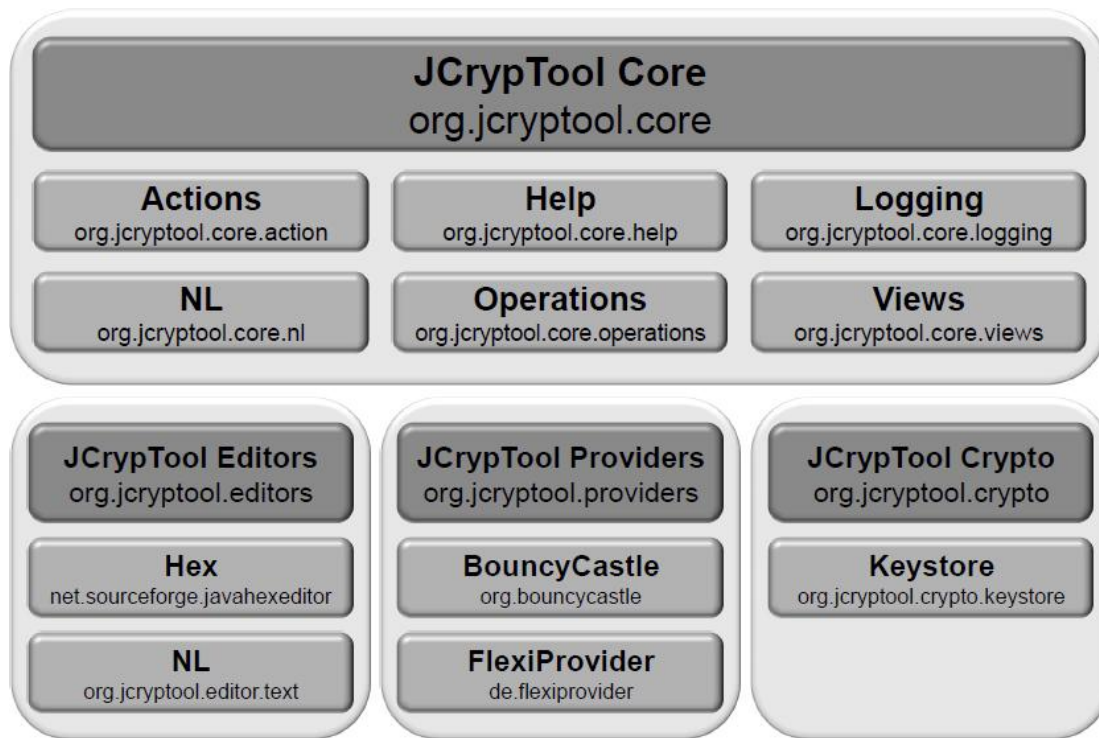 JCrypTool Core
org.jcryptool.core
Actions
org.jcryptool.core.action
Help
org.jcryptool.core.help
Logging
org.jcryptool.core.logging
NL
org.jcryptool.core.nl
Operations
org.jcryptool.core.operations
Views
org.jcryptool.core.views
JCrypTool Editors
org.jcryptool.editors
Hex
net.sourceforge.javahexeditor
NL
org.jcryptool.editor.text
JCrypTool Providers
org.jcryptool.providers
BouncyCastle
org.bouncycastle
FlexiProvider
de.flexiprovider
JCrypTool Crypto
org.jcryptool.crypto
Keystore
org.jcryptool.crypto.keystore